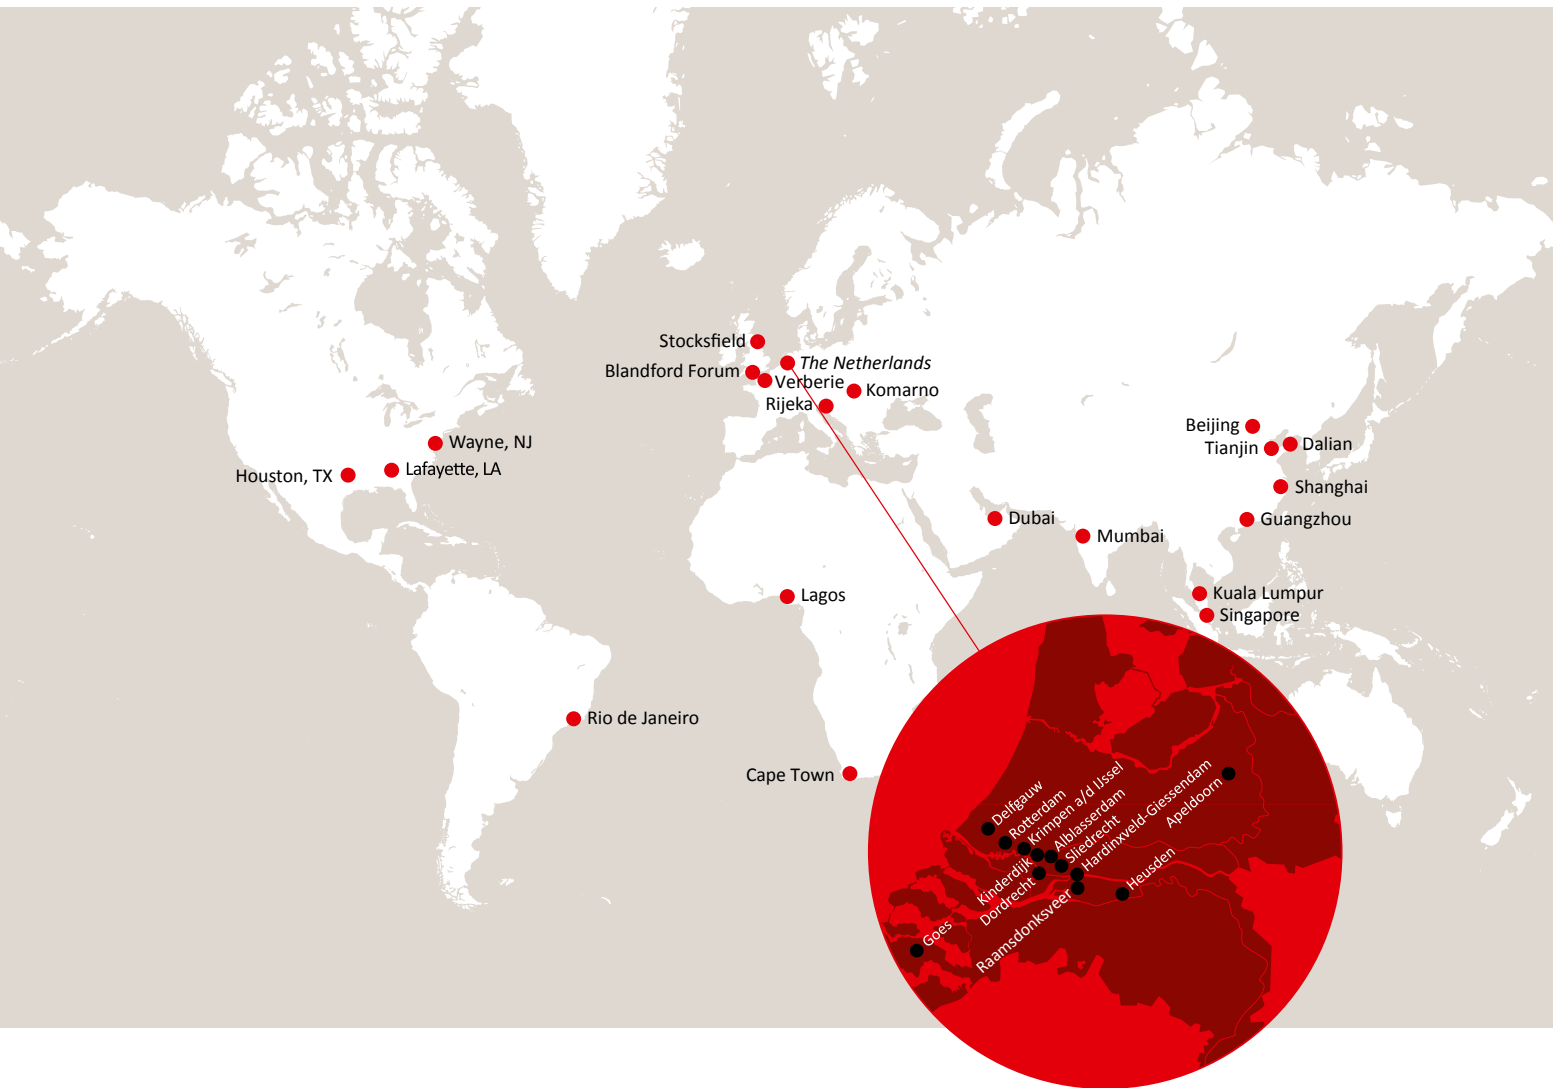 Stocksfield
The Netherlands
Blandford Forum
Verberie
Komarno
Rijeka
Beijing
Wayne, NJ
Tianjin
Dalian
Lafayette, LA
Houston, TX
Shanghai
Dubai
Guangzhou
Mumbai
Lagos
Kuala Lumpur
Singapore
Rio de Janeiro
Cape Town
Delfgauw
Rotterdam
Krimpen a/d IJssel
Alblasserdam
Sliedrecht
Hardinxveld-Giessendam
Apeldoorn
Kinderdijk
Dordrecht
Raamsdonksveer
Heusden
Goes